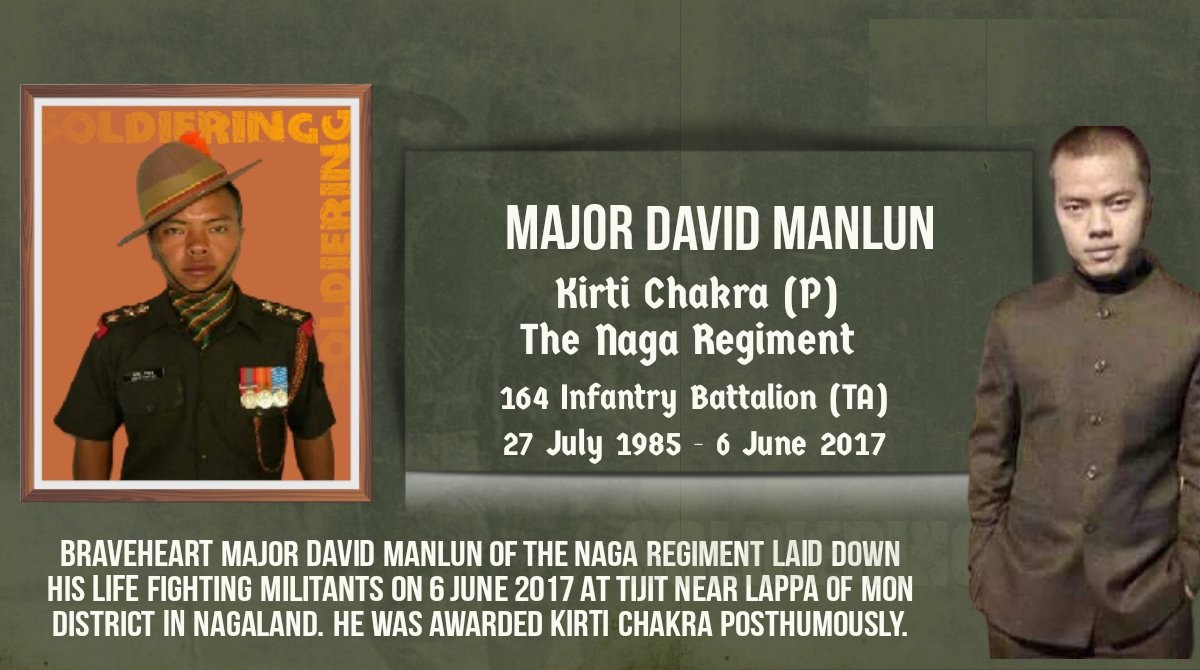 SOLDIERINGG
SOLDIERING
MAJOR DAVID MANLUN
Kirti Chakra (P)
The Naga Regiment
164 Infantry Battalion (TA)
27 July 1985 - 6 June 2017
BRAVEHEART MAJOR DAVID MANLUN OF THE NAGA REGIMENT LAID DOWN
HIS LIFE FIGHTING MILITANTS ON 6 JUNE 2017 AT TIJIT NEAR LAPPA OF MON
DISTRICT IN NAGALAND. HE WAS AWARDED KIRTI CHAKRA POSTHUMOUSLY.